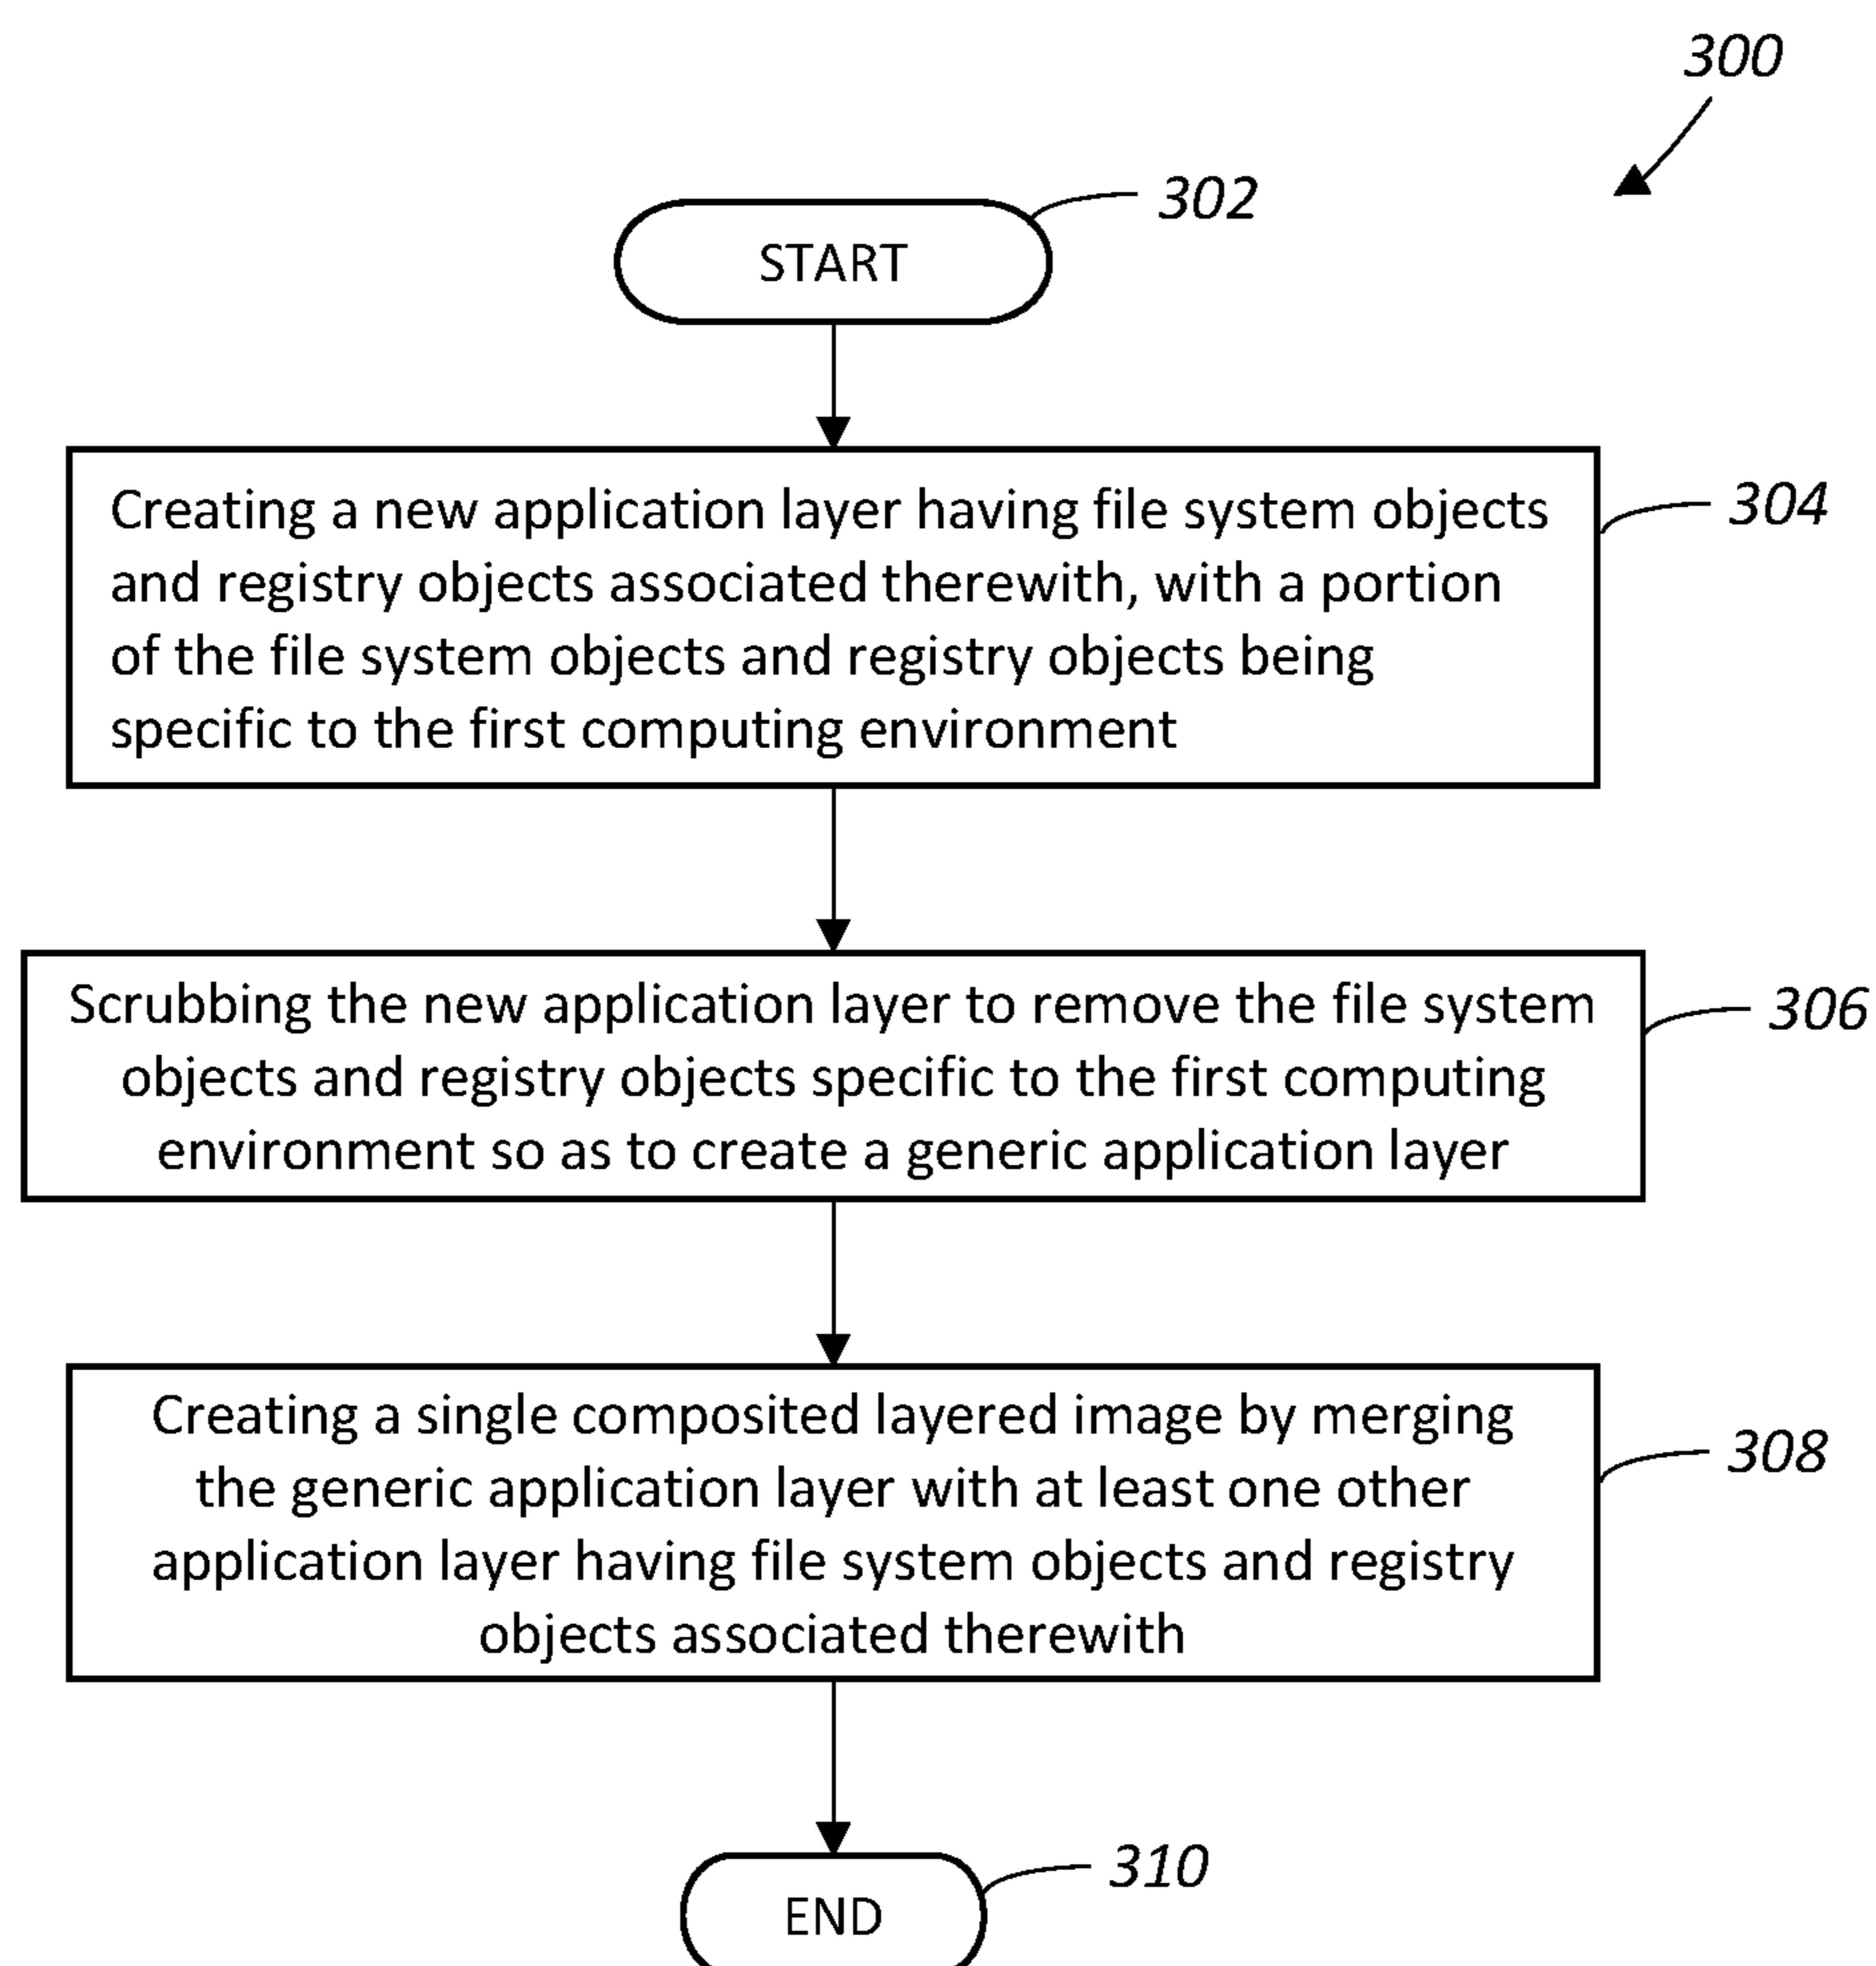 300
302
START
Creating a new application layer having file system objects
and registry objects associated therewith, with a portion
of the file system objects and registry objects being
specific to the first computing environment
304
Scrubbing the new application layer to remove the file system
objects and registry objects specific to the first computing
environment so as to create a generic application layer
306
Creating a single composited layered image by merging
the generic application layer with at least one other
application layer having file system objects and registry
objects associated therewith
308
310
END